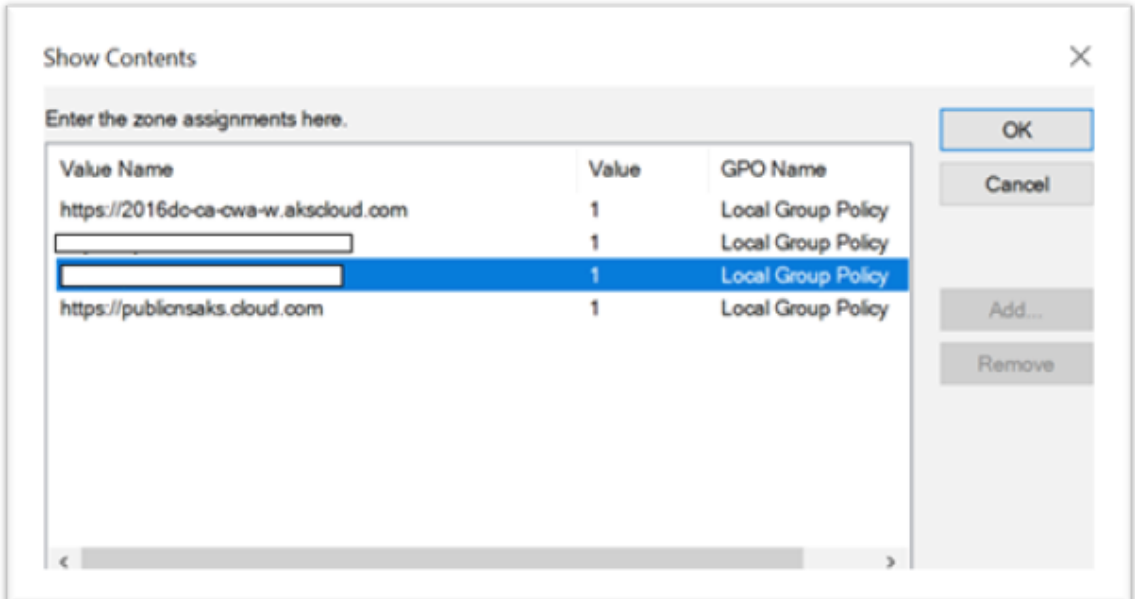 Show Contents
Enter the zone assignments here.
OK
Value Name Value GPO Name
Cancel
https://2016dc-ca-cwa-w.akscloud.com 1 Local Group Policy
1 Local Group Policy
1 Local Group Policy
https://publicnsaks.cloud.com 1 Local Group Policy
Add...
Remove